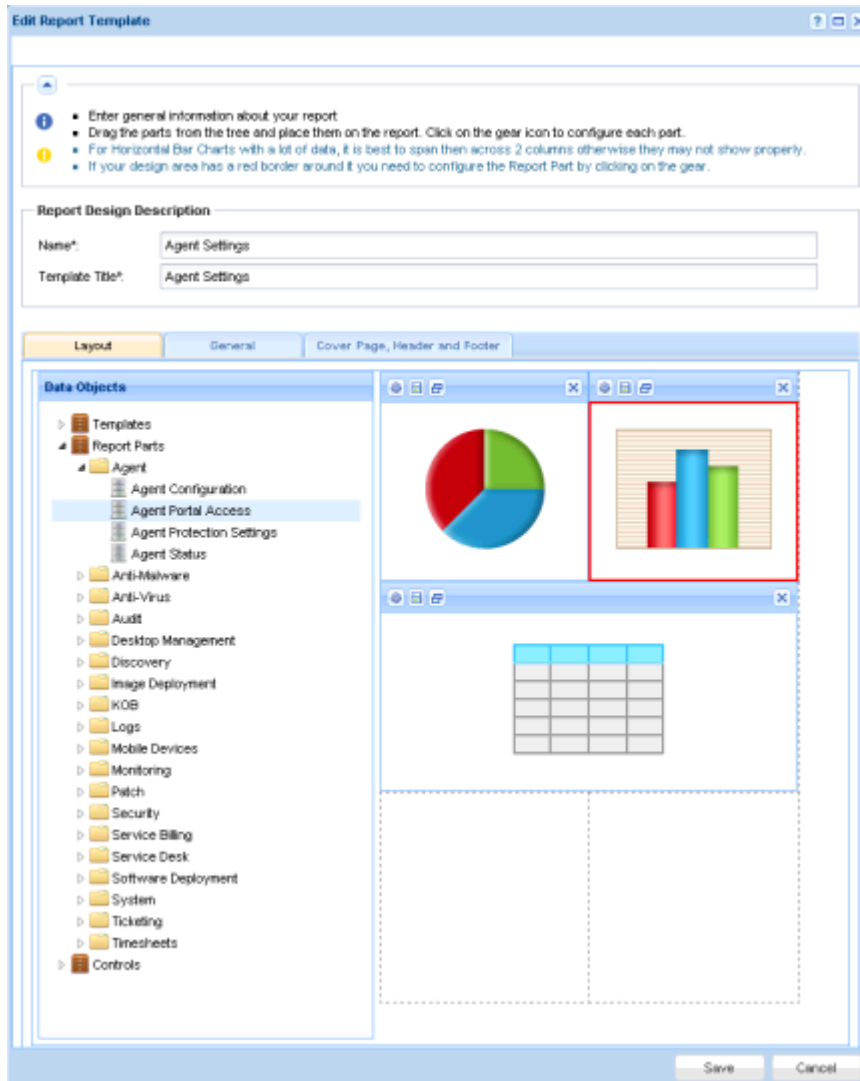 Edit Report Template
Enter general information about your report
Drag the parts from the tree and place them on the report. Click on the gear icon to configure each part.
For Horizontal Bar Charts with a lot of data, it is best to span then across 2 columns otherwise they may not show properly.
If your design area has a red border around it you need to configure the Report Part by clicking on the gear.
Report Design Description
Name*: Agent Settings
Template Title*: Agent Settings
Layout General Cover Page, Header and Footer
Data Objects
Templates
Report Parts
Agent
Agent Configuration
Agent Portal Access
Agent Protection Settings
Agent Status
Anti-Malware
Anti-Virus
Audit
Desktop Management
Discovery
Image Deployment
KOB
Logs
Mobile Devices
Monitoring
Patch
Security
Service Billing
Service Desk
Software Deployment
System
Ticketing
Timesheets
Controls
Save Cancel